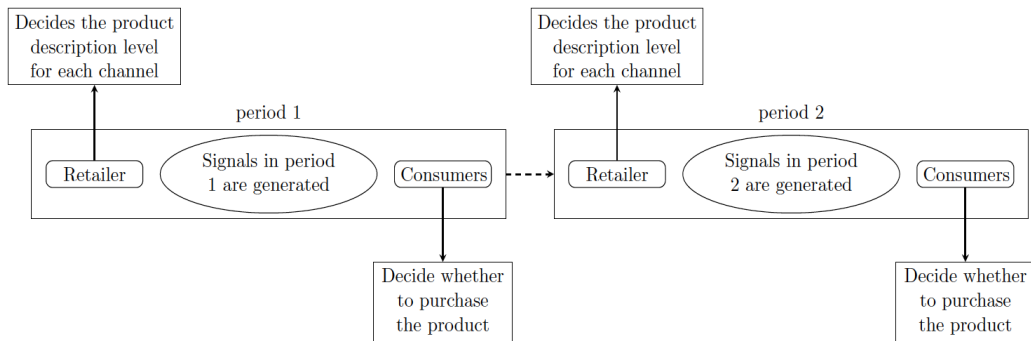 Decides the product
description level
for each channel
period 1
Retailer
Signals in period
1 are generated
Consumers
Decide whether
to purchase
the product
Decides the product
description level
for each channel
period 2
Retailer
Signals in period
2 are generated
Consumers
Decide whether
to purchase
the product